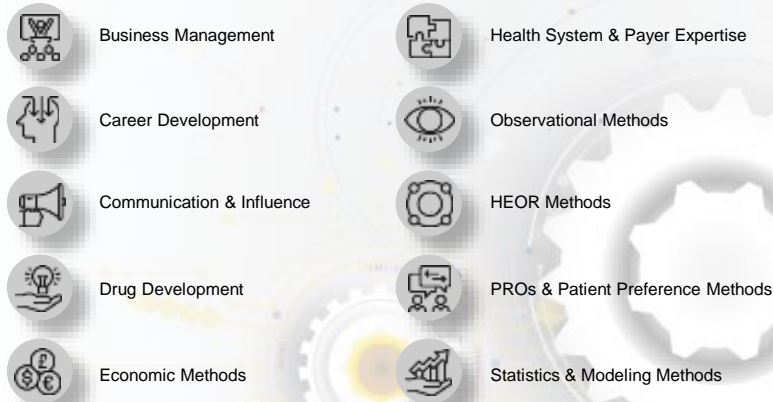 Business Management
Career Development
Communication & Influence
Drug Development
Economic Methods
Health System & Payer Expertise
Observational Methods
HEOR Methods
PROs & Patient Preference Methods
Statistics & Modeling Methods